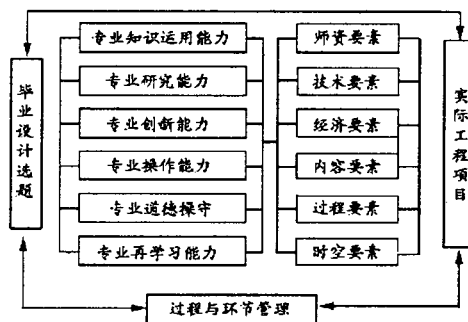 毕业设计选题
专业知识运用能力
专业研究能力
专业创新能力
专业操作能力
专业道德操守
专业再学习能力
师资要素
技术要素
经济要素
内容要素
过程要素
时空要素
实际工程项目
过程与环节管理